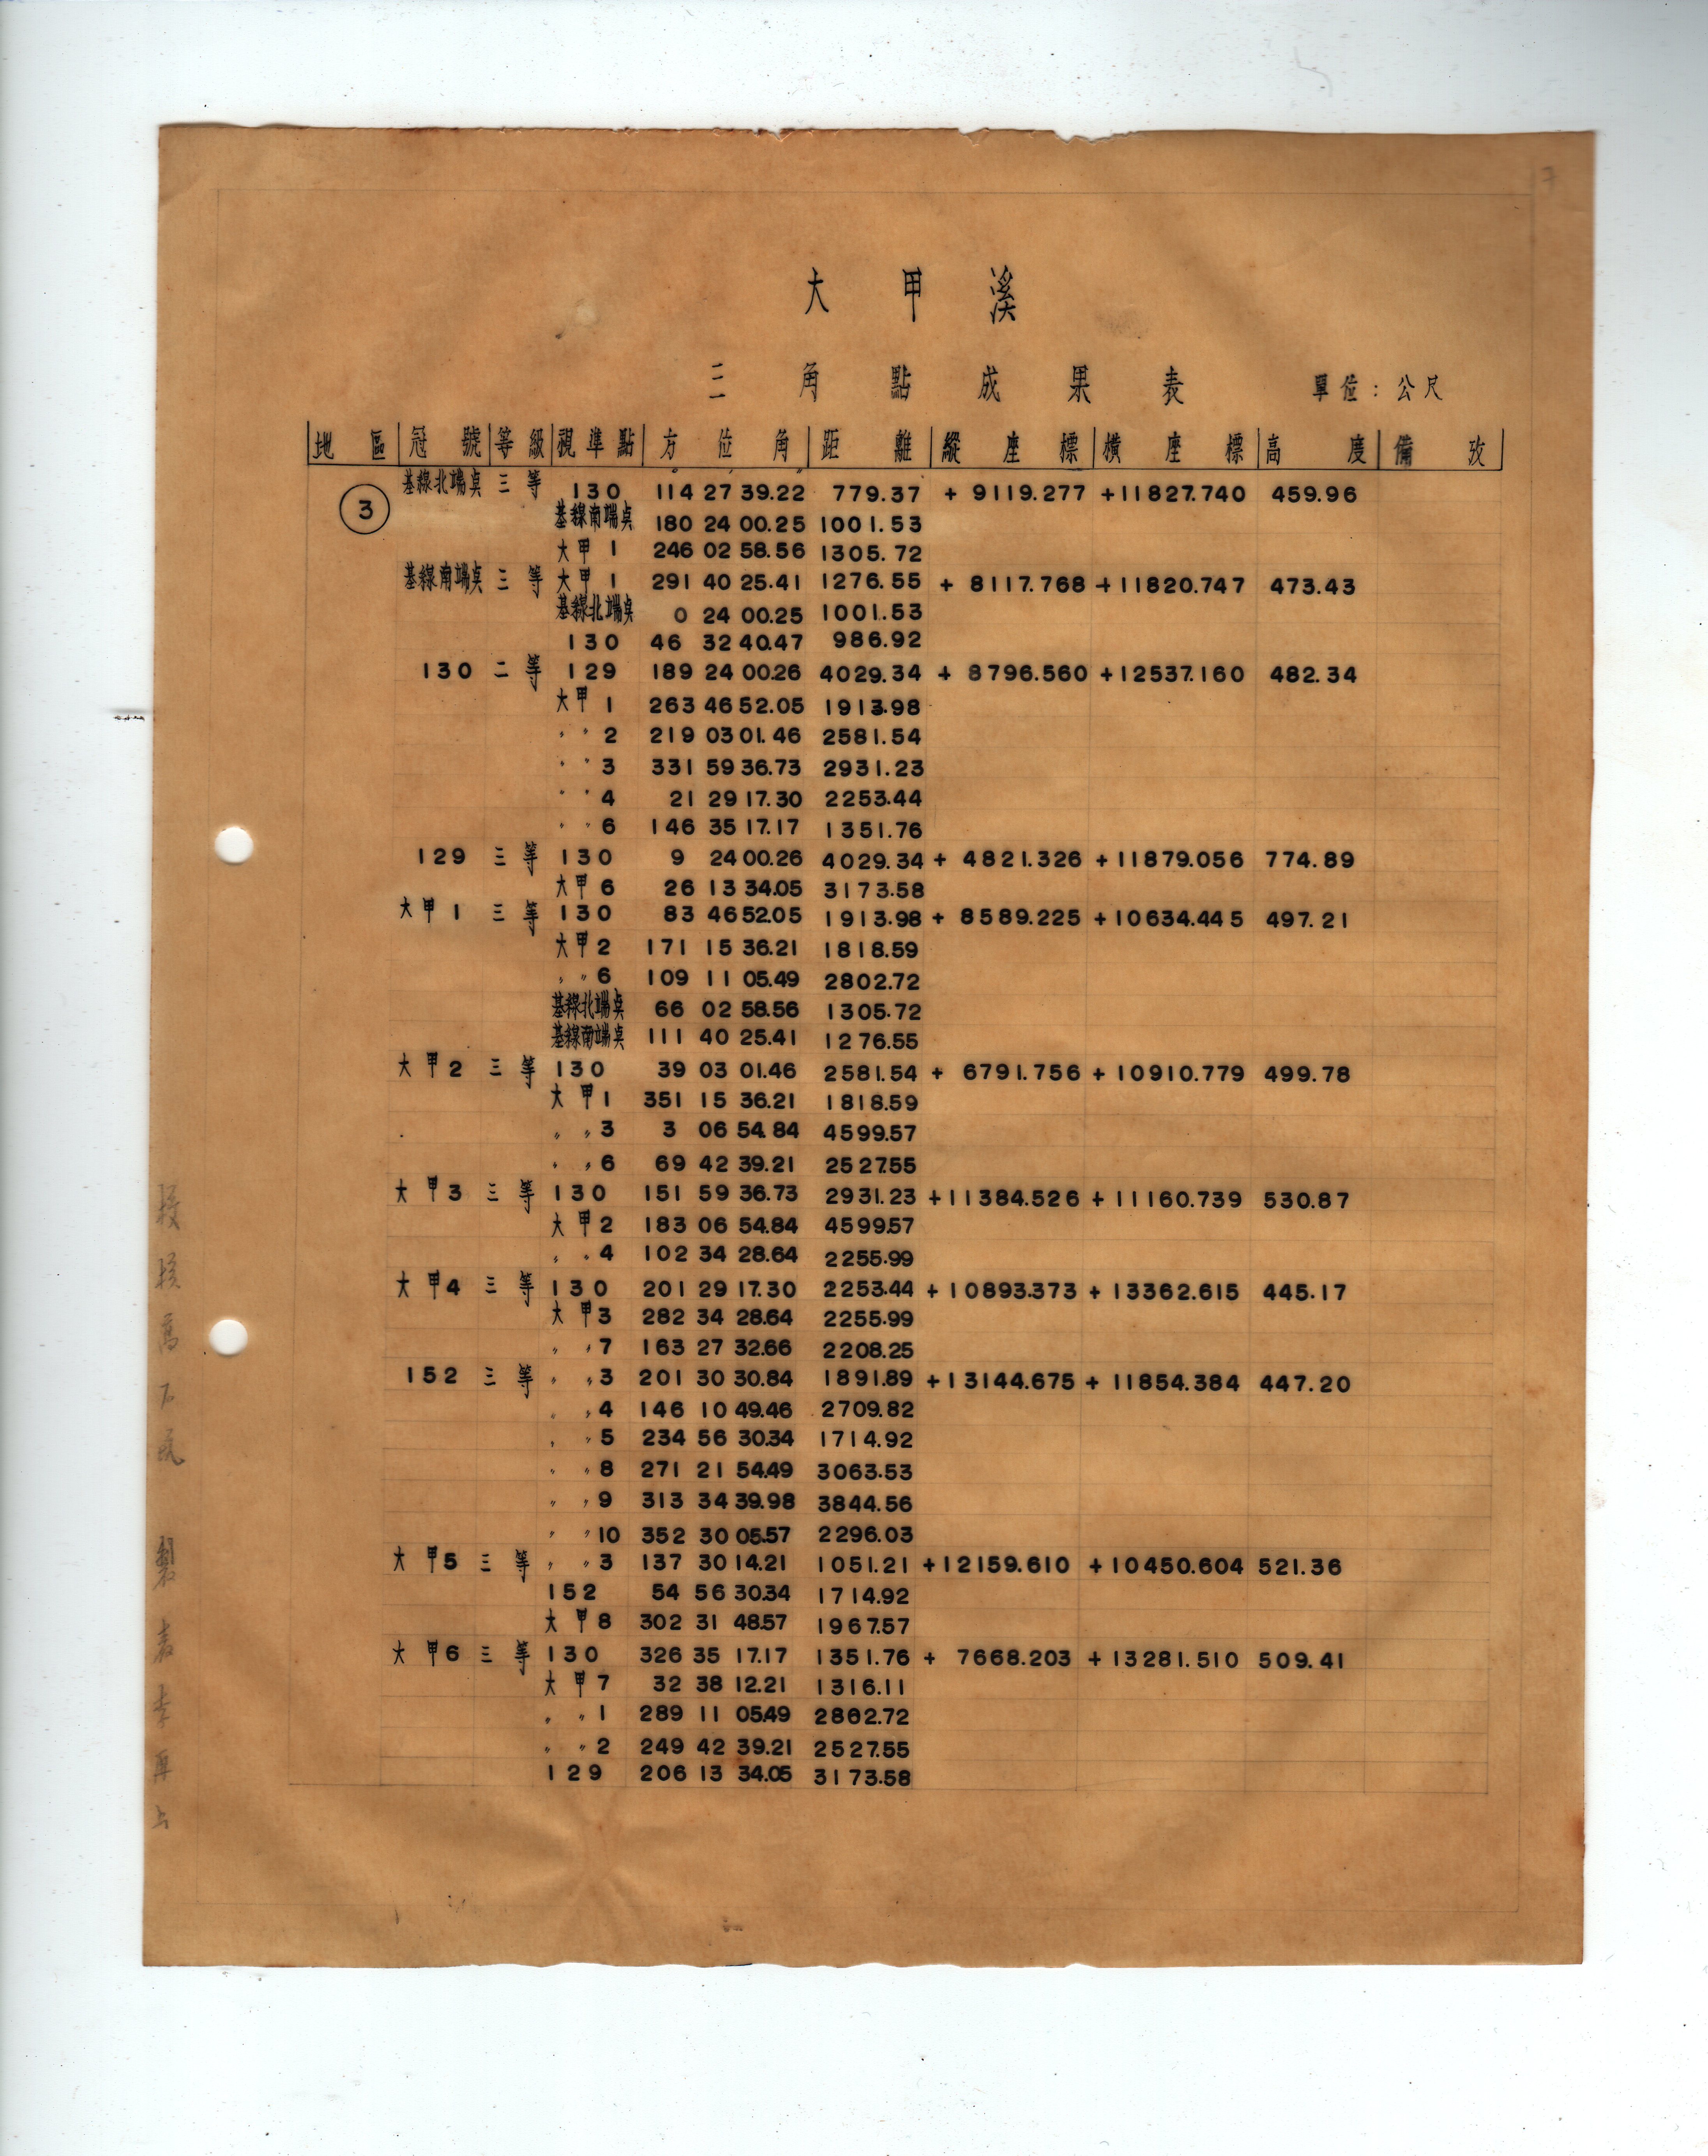 7
大甲溪
三角點成果表 單位：公尺
地區 冠號 等級 視準點 方位角 距離 縱座標 橫座標 高度 備攷
③ 基線北端點 三等 130 114 27 39.22 779.37 +9119.277 +11827.740 459.96
基線南端點 180 24 00.25 1001.53
大甲1 246 02 58.56 1305.72
基線南端點 三等 大甲1 291 40 25.41 1276.55 +8117.768 +11820.747 473.43
基線北端點 0 24 00.25 1001.53
130 46 32 40.47 986.92
130 二等 129 189 24 00.26 4029.34 +8796.560 +12537.160 482.34
大甲1 263 46 52.05 1913.98
〃〃2 219 03 01.46 2581.54
〃〃3 331 59 36.73 2931.23
〃〃4 21 29 17.30 2253.44
〃〃6 146 35 17.17 1351.76
129 三等 130 9 24 00.26 4029.34 +4821.326 +11879.056 774.89
大甲6 26 13 34.05 3173.58
大甲1 三等 130 83 46 52.05 1913.98 +8589.225 +10634.445 497.21
大甲2 171 15 36.21 1818.59
〃〃6 109 11 05.49 2802.72
基線北端點 66 02 58.56 1305.72
基線南端點 111 40 25.41 1276.55
大甲2 三等 130 39 03 01.46 2581.54 +6791.756 +10910.779 499.78
大甲1 351 15 36.21 1818.59
〃〃3 3 06 54.84 4599.57
〃〃6 69 42 39.21 2527.55
大甲3 三等 130 151 59 36.73 2931.23 +11384.526 +11160.739 530.87
大甲2 183 06 54.84 4599.57
〃〃4 102 34 28.64 2255.99
大甲4 三等 130 201 29 17.30 2253.44 +10893.373 +13362.615 445.17
大甲3 282 34 28.64 2255.99
〃〃7 163 27 32.66 2208.25
152 三等 〃〃3 201 30 30.84 1891.89 +13144.675 +11854.384 447.20
〃〃4 146 10 49.46 2709.82
〃〃5 234 56 30.34 1714.92
〃〃8 271 21 54.49 3063.53
〃〃9 313 34 39.98 3844.56
〃〃10 352 30 05.57 2296.03
大甲5 三等 〃〃3 137 30 14.21 1051.21 +12159.610 +10450.604 521.36
152 54 56 30.34 1714.92
大甲8 302 31 48.57 1967.57
大甲6 三等 130 326 35 17.17 1351.76 +7668.203 +13281.510 509.41
大甲7 32 38 12.21 1316.11
〃〃1 289 11 05.49 2802.72
〃〃2 249 42 39.21 2527.55
129 206 13 34.05 3173.58
製表李